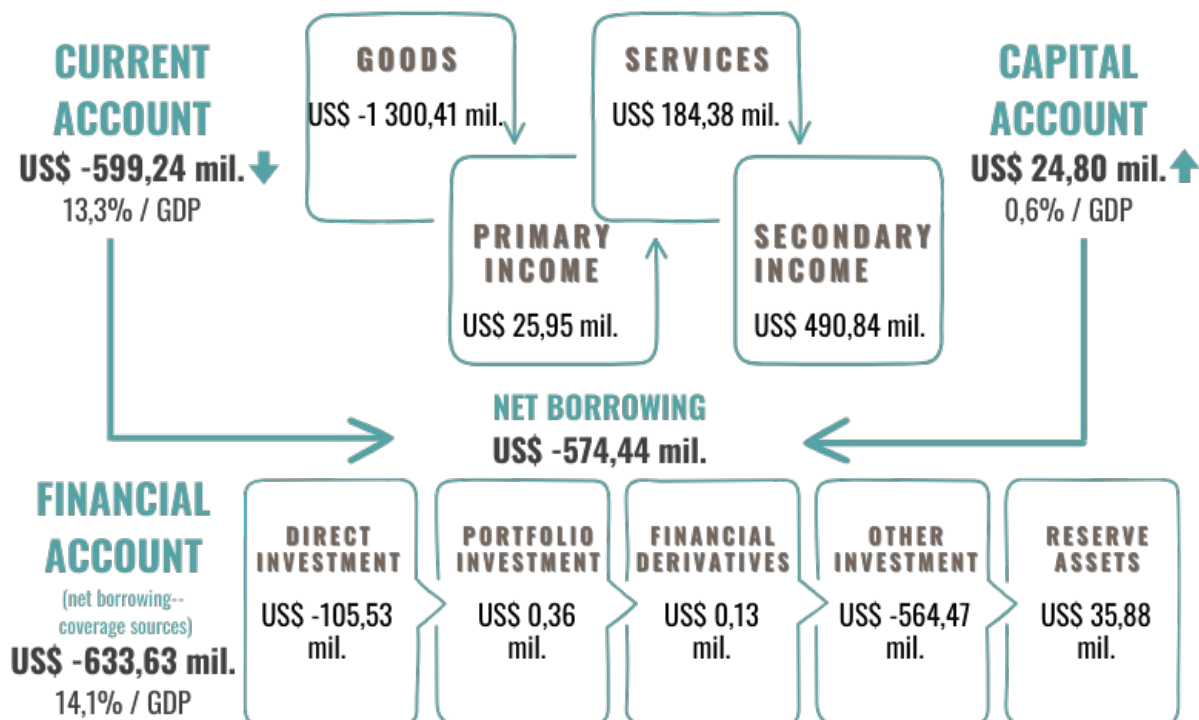 CURRENT
ACCOUNT
US$ -599,24 mil.
13,3% / GDP
GOODS
US$ -1 300,41 mil.
SERVICES
US$ 184,38 mil.
PRIMARY
INCOME
US$ 25,95 mil.
SECONDARY
INCOME
US$ 490,84 mil.
CAPITAL
ACCOUNT
US$ 24,80 mil.
0,6% / GDP
NET BORROWING
US$ -574,44 mil.
FINANCIAL
ACCOUNT
(net borrowing--
coverage sources)
US$ -633,63 mil.
14,1% / GDP
DIRECT
INVESTMENT
US$ -105,53
mil.
PORTFOLIO
INVESTMENT
US$ 0,36
mil.
FINANCIAL
DERIVATIVES
US$ 0,13
mil.
OTHER
INVESTMENT
US$ -564,47
mil.
RESERVE
ASSETS
US$ 35,88
mil.